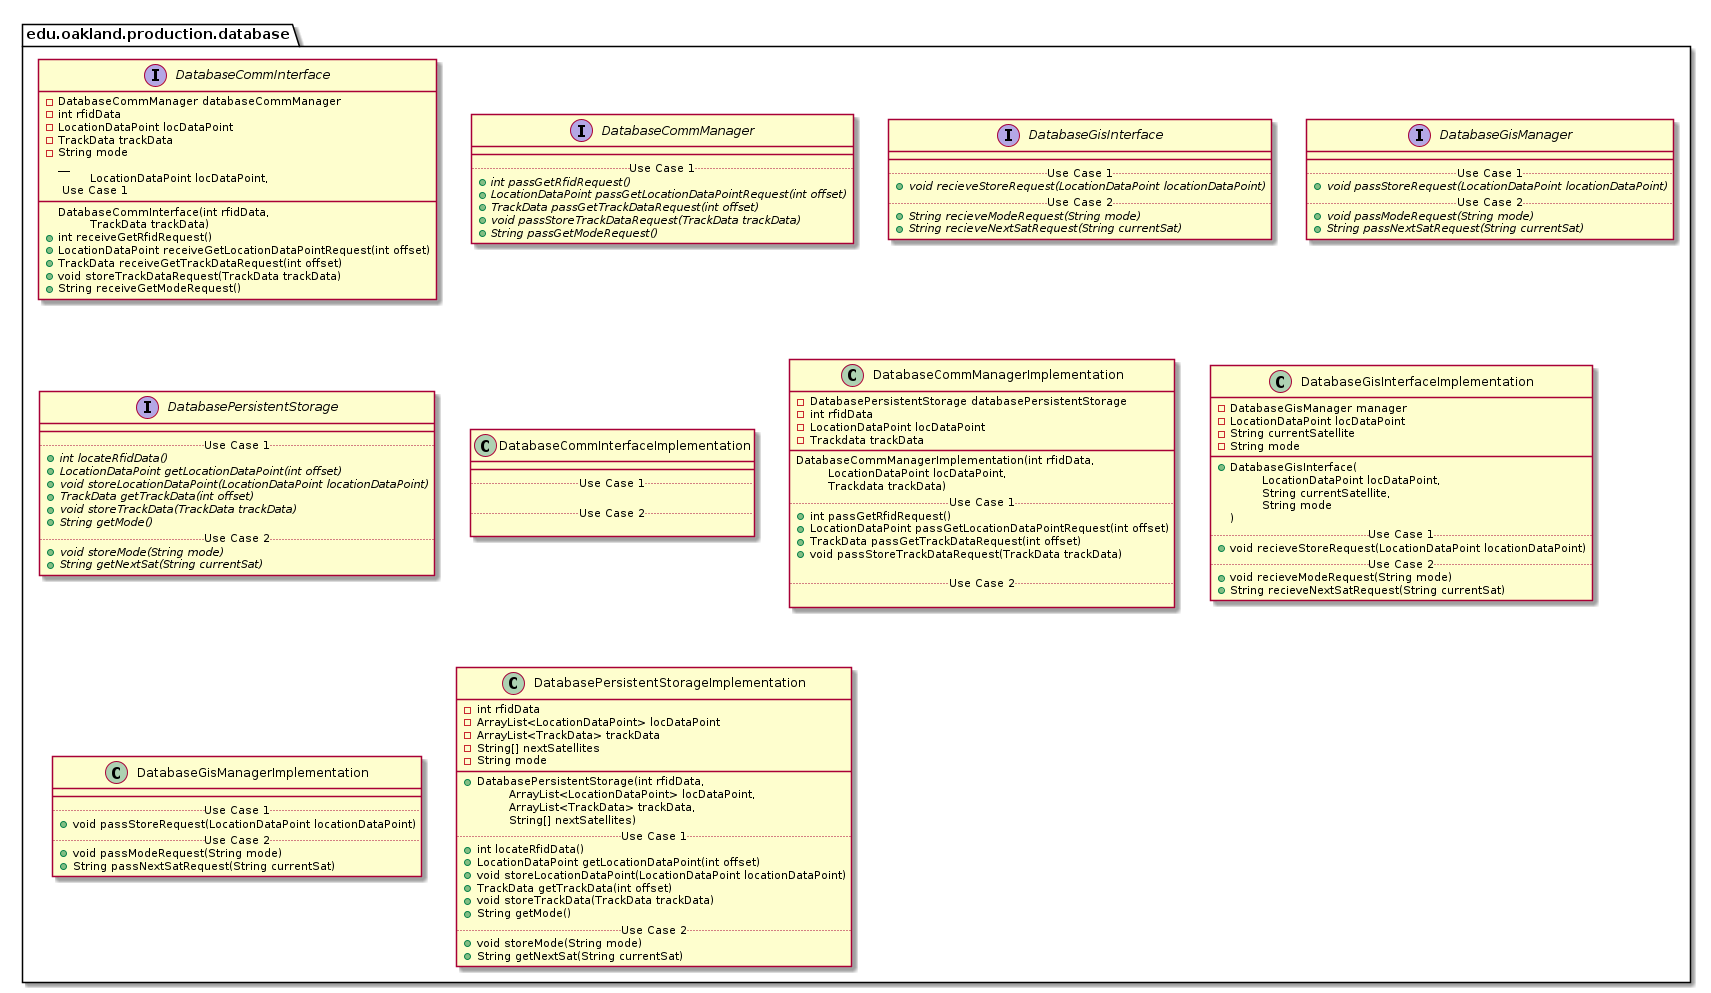 edu.oakland.production.database
DatabaseCommInterface
DatabaseCommManager databaseCommManager
int rfidData
LocationDataPoint locDataPoint
TrackData trackData
String mode
__
LocationDataPoint locDataPoint,
Use Case 1
DatabaseCommInterface(int rfidData,
TrackData trackData)
int receiveGetRfidRequest()
LocationDataPoint receiveGetLocationDataPointRequest(int offset)
TrackData receiveGetTrackDataRequest(int offset)
void storeTrackDataRequest(TrackData trackData)
String receiveGetModeRequest()
DatabaseCommManager
Use Case 1
int passGetRfidRequest()
LocationDataPoint passGetLocationDataPointRequest(int offset)
TrackData passGetTrackDataRequest(int offset)
void passStoreTrackDataRequest(TrackData trackData)
String passGetModeRequest()
DatabaseGisInterface
Use Case 1
void recieveStoreRequest(LocationDataPoint locationDataPoint)
Use Case 2
String recieveModeRequest(String mode)
String recieveNextSatRequest(String currentSat)
DatabaseGisManager
Use Case 1
void passStoreRequest(LocationDataPoint locationDataPoint)
Use Case 2
void passModeRequest(String mode)
String passNextSatRequest(String currentSat)
DatabasePersistentStorage
Use Case 1
int locateRfidData()
LocationDataPoint getLocationDataPoint(int offset)
void storeLocationDataPoint(LocationDataPoint locationDataPoint)
TrackData getTrackData(int offset)
void storeTrackData(TrackData trackData)
String getMode()
Use Case 2
void storeMode(String mode)
String getNextSat(String currentSat)
DatabaseCommInterfaceImplementation
Use Case 1
Use Case 2
DatabaseCommManagerImplementation
DatabasePersistentStorage databasePersistentStorage
int rfidData
LocationDataPoint locDataPoint
Trackdata trackData
DatabaseCommManagerImplementation(int rfidData,
LocationDataPoint locDataPoint,
Trackdata trackData)
Use Case 1
int passGetRfidRequest()
LocationDataPoint passGetLocationDataPointRequest(int offset)
TrackData passGetTrackDataRequest(int offset)
void passStoreTrackDataRequest(TrackData trackData)
Use Case 2
DatabaseGisInterfaceImplementation
DatabaseGisManager manager
LocationDataPoint locDataPoint
String currentSatellite
String mode
DatabaseGisInterface(
LocationDataPoint locDataPoint,
String currentSatellite,
String mode
)
Use Case 1
void recieveStoreRequest(LocationDataPoint locationDataPoint)
Use Case 2
void recieveModeRequest(String mode)
String recieveNextSatRequest(String currentSat)
DatabaseGisManagerImplementation
Use Case 1
void passStoreRequest(LocationDataPoint locationDataPoint)
Use Case 2
void passModeRequest(String mode)
String passNextSatRequest(String currentSat)
DatabasePersistentStorageImplementation
int rfidData
ArrayList<LocationDataPoint> locDataPoint
ArrayList<TrackData> trackData
String[] nextSatellites
String mode
DatabasePersistentStorage(int rfidData,
ArrayList<LocationDataPoint> locDataPoint,
ArrayList<TrackData> trackData,
String[] nextSatellites)
Use Case 1
int locateRfidData()
LocationDataPoint getLocationDataPoint(int offset)
void storeLocationDataPoint(LocationDataPoint locationDataPoint)
TrackData getTrackData(int offset)
void storeTrackData(TrackData trackData)
String getMode()
Use Case 2
void storeMode(String mode)
String getNextSat(String currentSat)